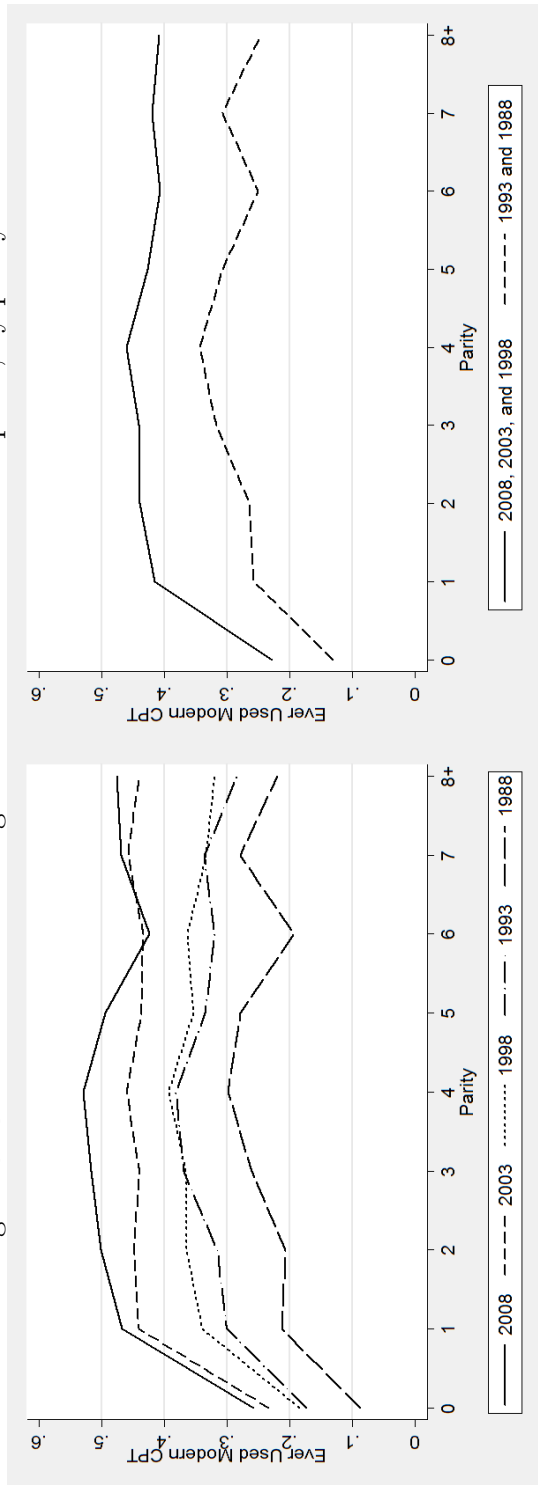 Ever Used Modern CPT
.6
.5
.4
.3
.2
.1
0
0 1 2 3 4 5 6 7 8+
Parity
2008 2003 1998 1993 1988
Ever Used Modern CPT
.6
.5
.4
.3
.2
.1
0
0 1 2 3 4 5 6 7 8+
Parity
2008, 2003, and 1998 1993 and 1988